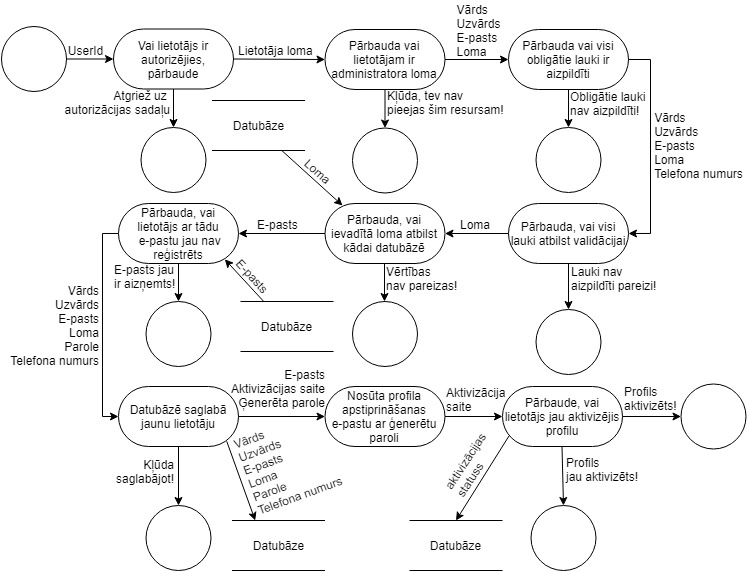 UserId
Vai lietotājs ir
autorizējies,
pārbaude
Lietotāja loma
Pārbauda vai
lietotājam ir
administratora loma
Vārds
Uzvārds
E-pasts
Loma
Pārbauda vai visi
obligātie lauki ir
aizpildīti
Atgriež uz
autorizācijas sadaļu
Kļūda, tev nav
pieejas šim resursam!
Obligātie lauki
nav aizpildīti!
Vārds
Uzvārds
E-pasts
Loma
Telefona numurs
Datubāze
Loma
Pārbauda, vai
lietotājs ar tādu
e-pastu jau nav
reģistrēts
E-pasts
Pārbauda, vai
ievadītā loma atbilst
kādai datubāzē
Loma
Pārbauda, vai visi
lauki atbilst validācijai
E-pasts jau
ir aizņemts!
E-pasts
Vērtības
nav pareizas!
Lauki nav
aizpildīti pareizi!
Datubāze
Vārds
Uzvārds
E-pasts
Loma
Parole
Telefona numurs
Datubāzē saglabā
jaunu lietotāju
E-pasts
Aktivizācijas saite
Ģenerēta parole
Nosūta profila
apstiprināšanas
e-pastu ar ģenerētu
paroli
Aktivizācija
saite
Pārbaude, vai
lietotājs jau aktivizējis
profilu
Profils
aktivizēts!
Kļūda
saglabājot!
Vārds
Uzvārds
E-pasts
Loma
Parole
Telefona numurs
aktivizācijas
statuss
Profils
jau aktivizēts!
Datubāze
Datubāze